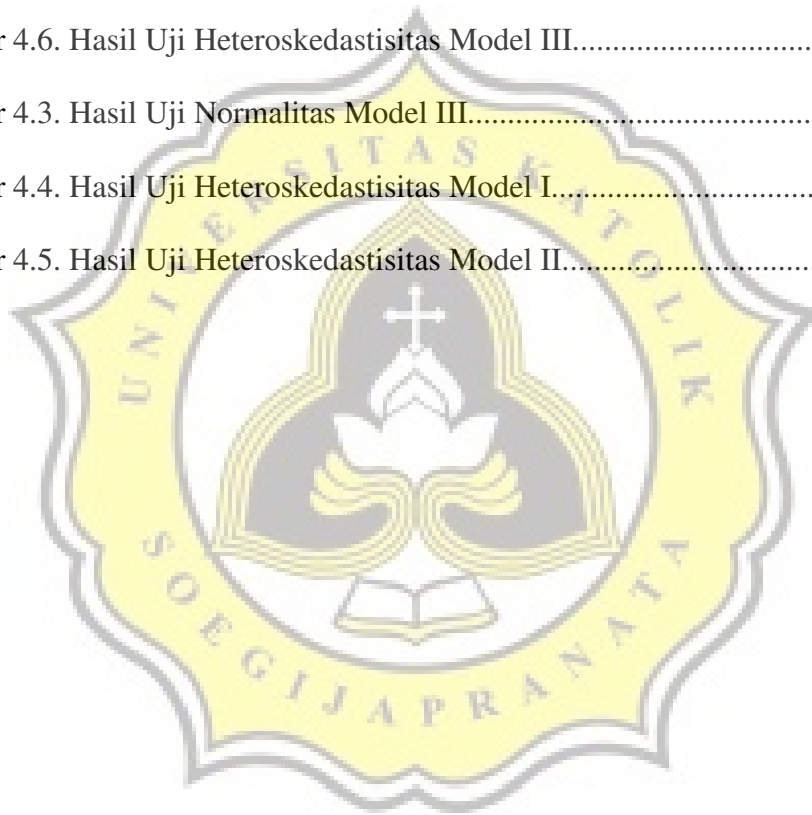 r 4.6. Hasil Uji Heteroskedastisitas Model III..................................
r 4.3. Hasil Uji Normalitas Model III.............................................
r 4.4. Hasil Uji Heteroskedastisitas Model I....................................
r 4.5. Hasil Uji Heteroskedastisitas Model II...................................
UNIVERSITAS KATOLIK
SOEGIJAPRANATA